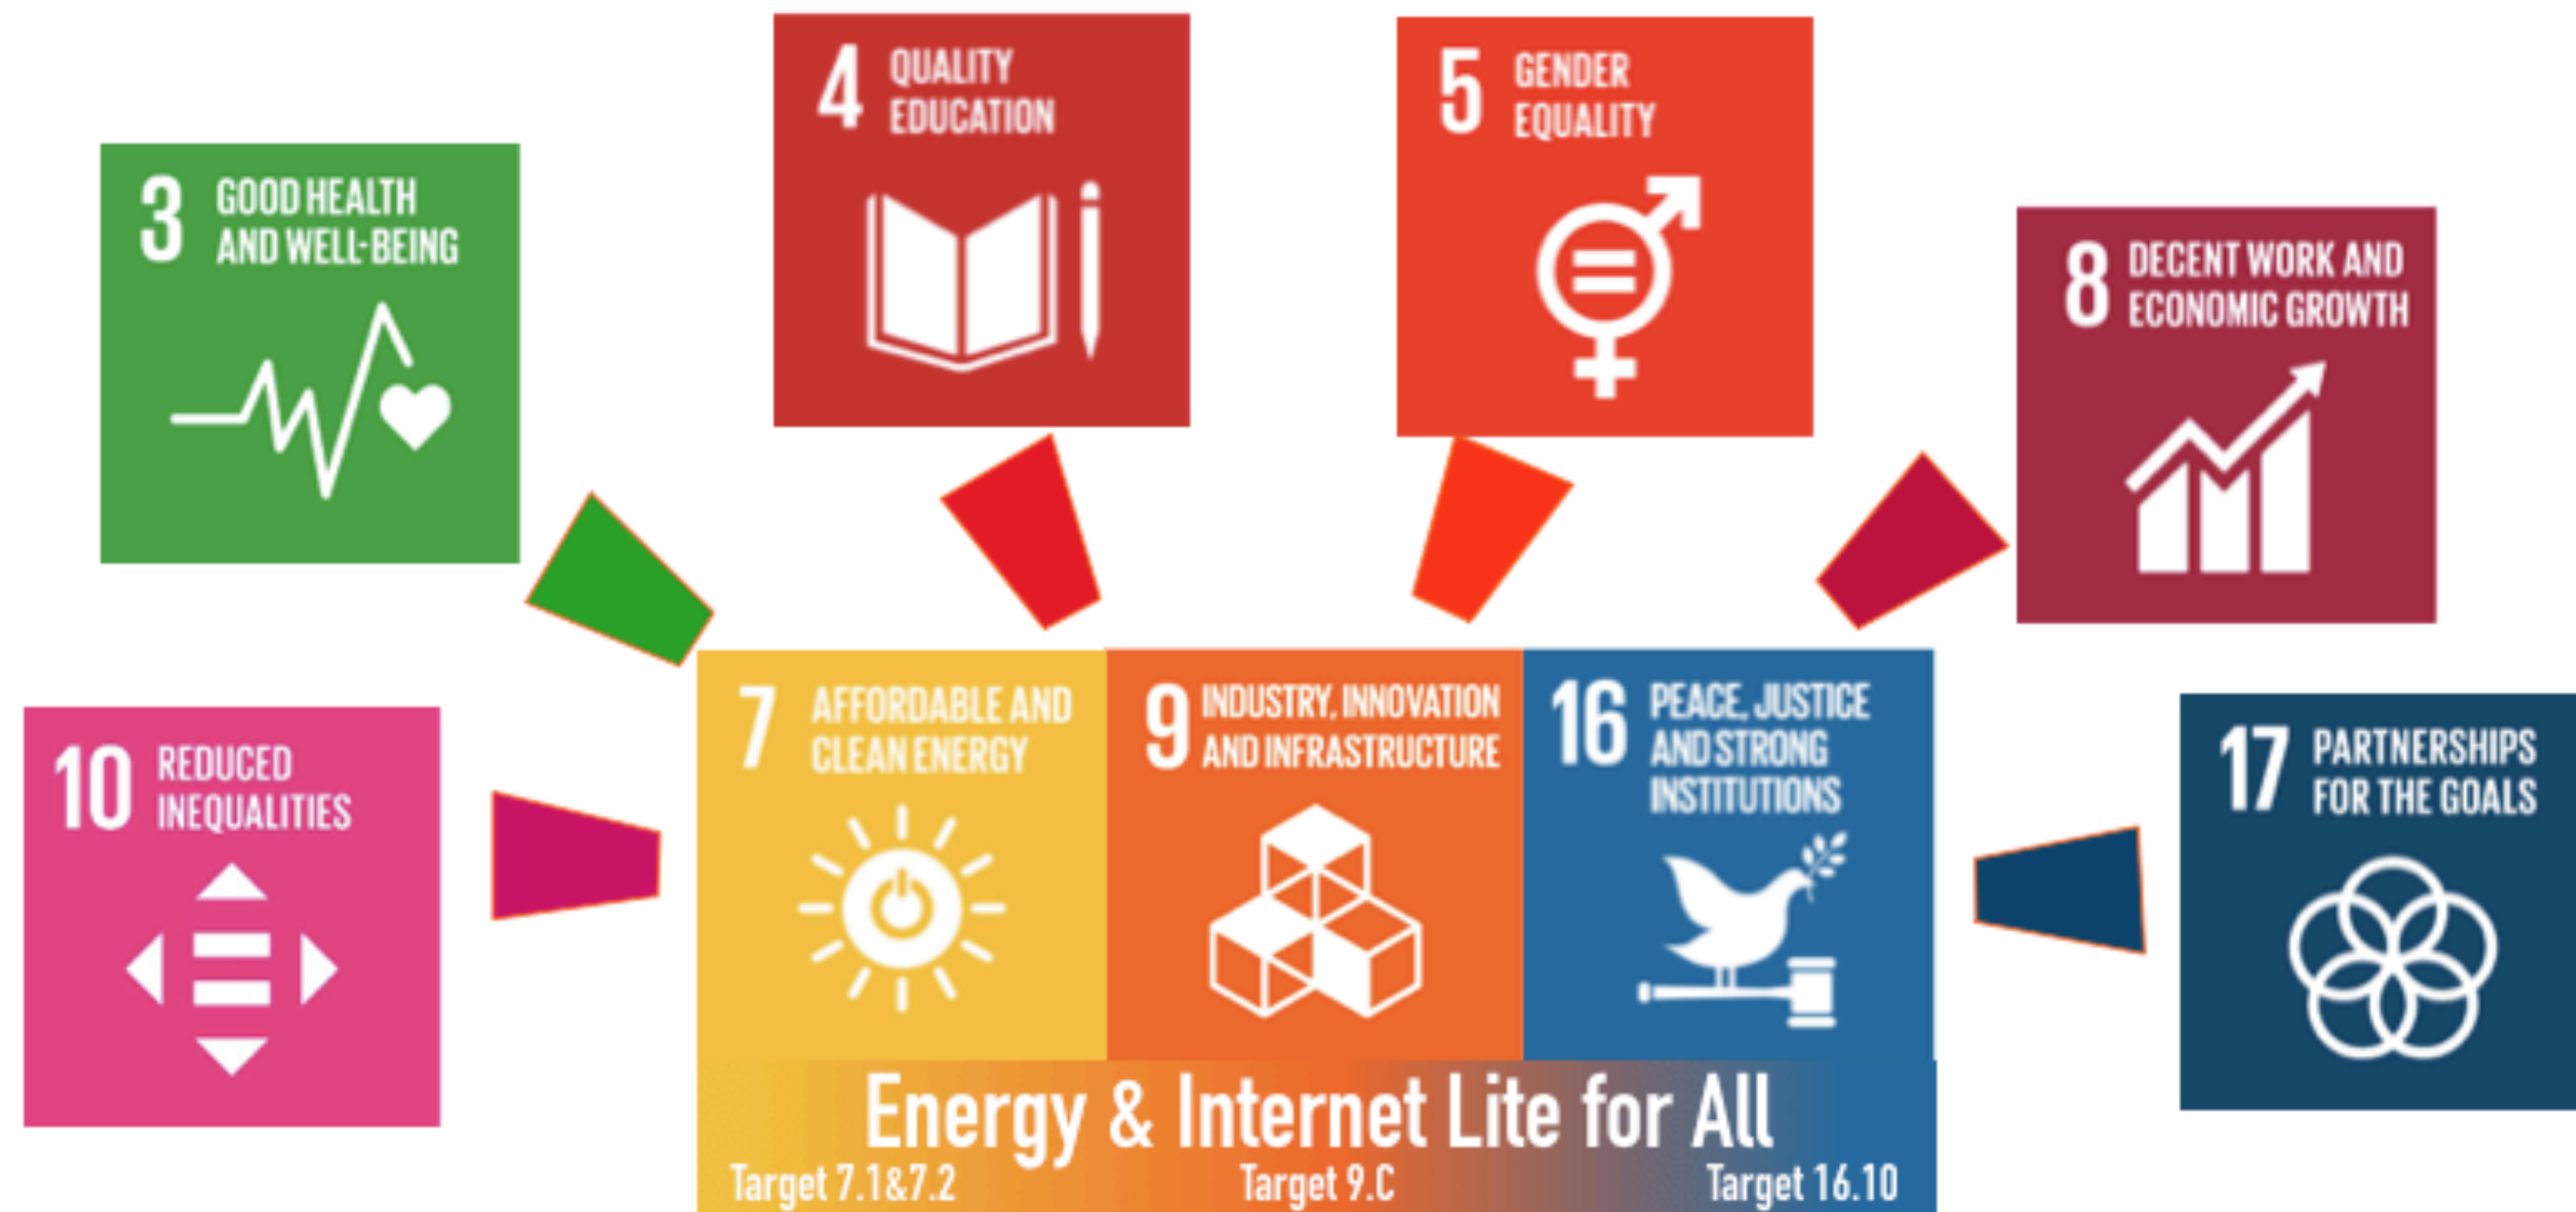 4 QUALITY
EDUCATION
5 GENDER
EQUALITY
3 GOOD HEALTH
AND WELL-BEING
8 DECENT WORK AND
ECONOMIC GROWTH
10 REDUCED
INEQUALITIES
7 AFFORDABLE AND
CLEAN ENERGY
9 INDUSTRY, INNOVATION
AND INFRASTRUCTURE
16 PEACE, JUSTICE
AND STRONG
INSTITUTIONS
17 PARTNERSHIPS
FOR THE GOALS
Energy & Internet Lite for All
Target 7.1&7.2
Target 9.C
Target 16.10